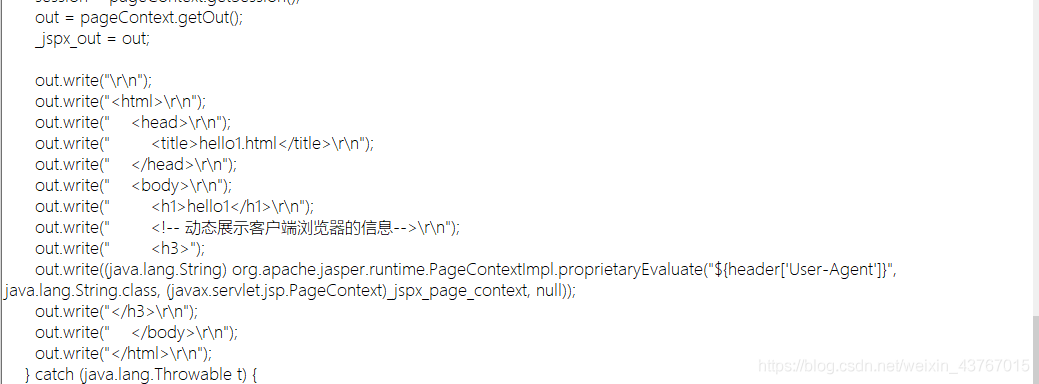 session = pageContext.getSession();
out = pageContext.getOut();
_jspx_out = out;
out.write("\r\n");
out.write("<html>\r\n");
out.write("    <head>\r\n");
out.write("        <title>hello1.html</title>\r\n");
out.write("    </head>\r\n");
out.write("    <body>\r\n");
out.write("        <h1>hello1</h1>\r\n");
out.write("        <!-- 动态展示客户端浏览器的信息-->\r\n");
out.write("        <h3>");
out.write((java.lang.String) org.apache.jasper.runtime.PageContextImpl.proprietaryEvaluate("${header['User-Agent']}",
java.lang.String.class, (javax.servlet.jsp.PageContext)_jspx_page_context, null));
out.write("</h3>\r\n");
out.write("    </body>\r\n");
out.write("</html>\r\n");
} catch (java.lang.Throwable t) {
https://blog.csdn.net/weixin_43767015